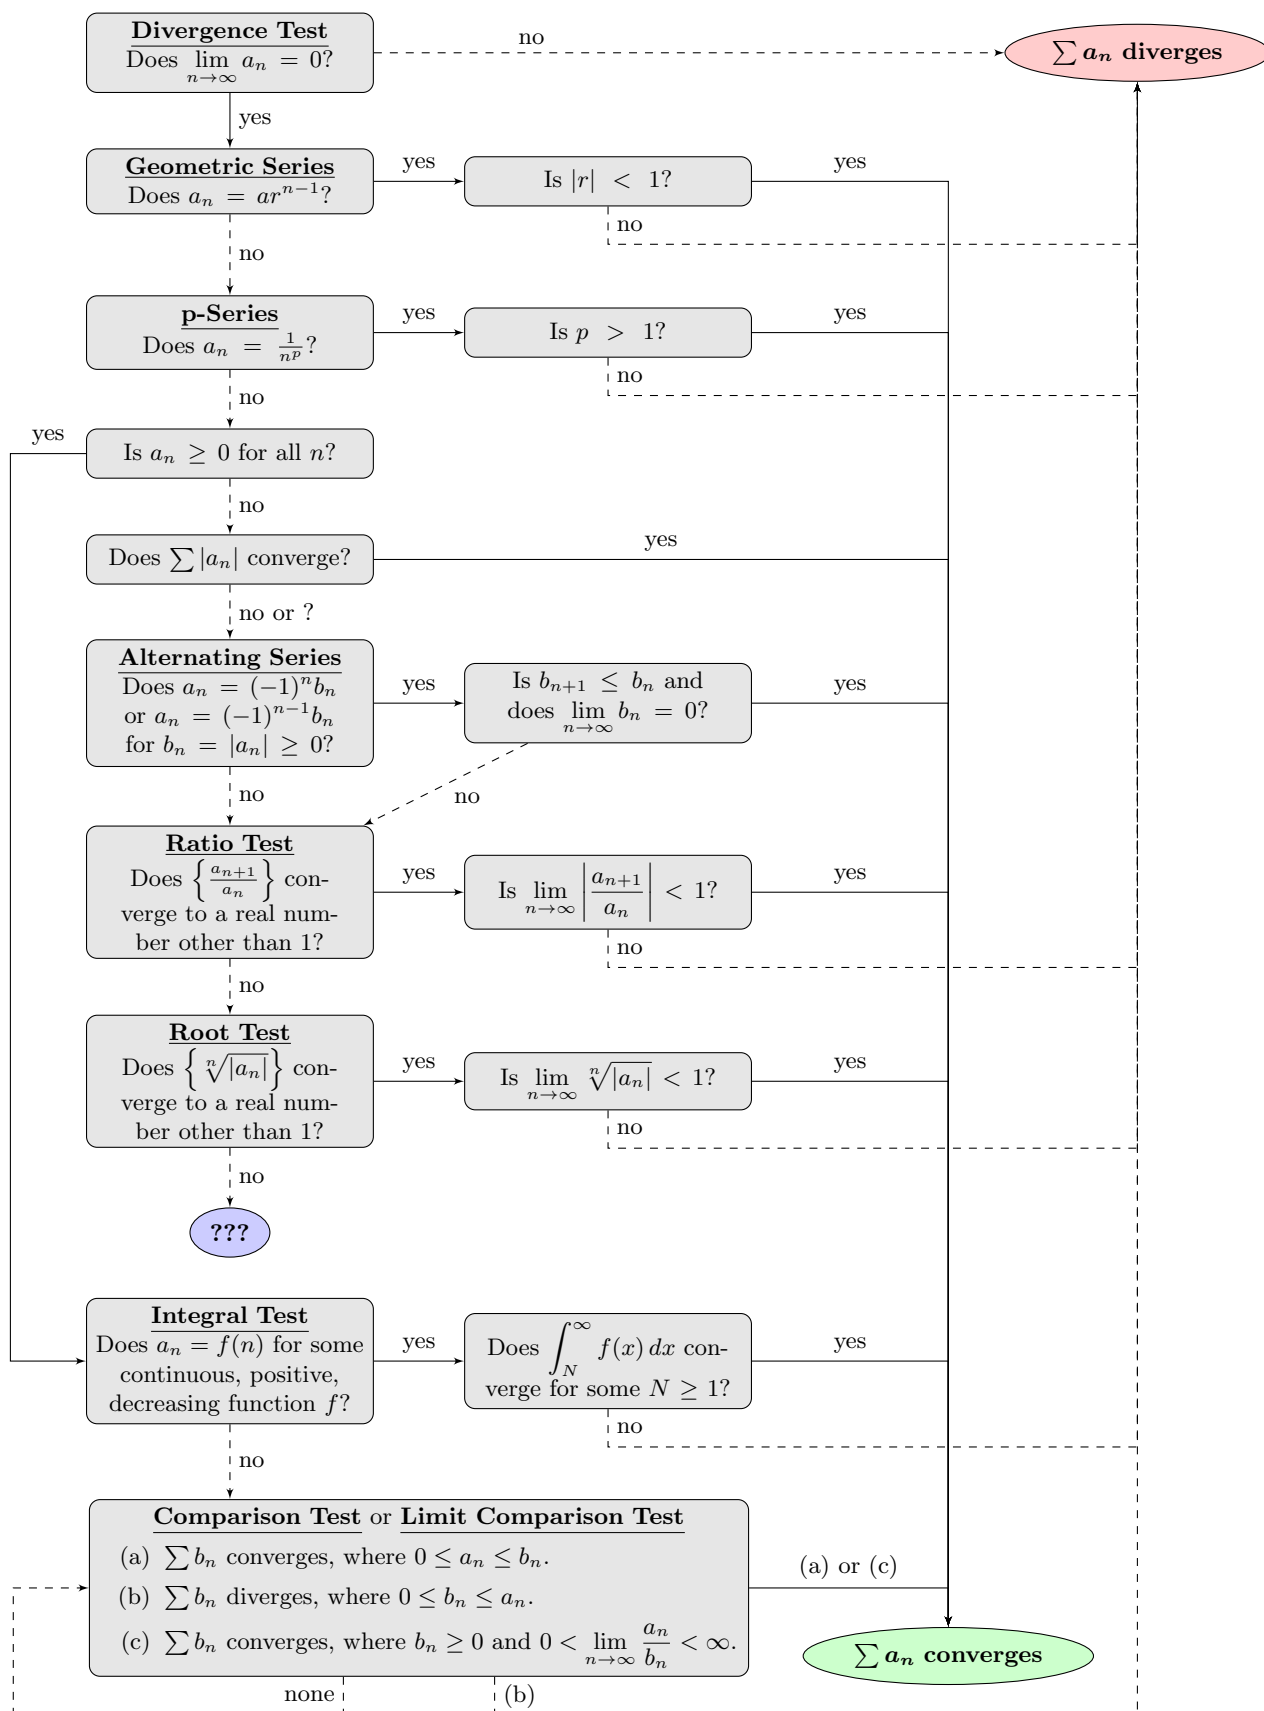 Divergence Test
Does lim_{n→∞} a_n = 0?
no
∑ a_n diverges
yes
Geometric Series
Does a_n = ar^{n−1}?
yes
Is |r| < 1?
yes
no
no
p-Series
Does a_n = 1/n^p?
yes
Is p > 1?
yes
no
no
yes
Is a_n ≥ 0 for all n?
no
Does ∑ |a_n| converge?
yes
no or ?
Alternating Series
Does a_n = (−1)^n b_n
or a_n = (−1)^{n−1} b_n
for b_n = |a_n| ≥ 0?
yes
Is b_{n+1} ≤ b_n and
does lim_{n→∞} b_n = 0?
yes
no
no
Ratio Test
Does {a_{n+1}/a_n} con-
verge to a real num-
ber other than 1?
yes
Is lim_{n→∞} |a_{n+1}/a_n| < 1?
yes
no
no
Root Test
Does {ⁿ√|a_n|} con-
verge to a real num-
ber other than 1?
yes
Is lim_{n→∞} ⁿ√|a_n| < 1?
yes
no
no
???
Integral Test
Does a_n = f(n) for some
continuous, positive,
decreasing function f?
yes
Does ∫_N^∞ f(x) dx con-
verge for some N ≥ 1?
yes
no
no
Comparison Test or Limit Comparison Test
(a) ∑ b_n converges, where 0 ≤ a_n ≤ b_n.
(b) ∑ b_n diverges, where 0 ≤ b_n ≤ a_n.
(c) ∑ b_n converges, where b_n ≥ 0 and 0 < lim_{n→∞} a_n/b_n < ∞.
(a) or (c)
∑ a_n converges
none
(b)